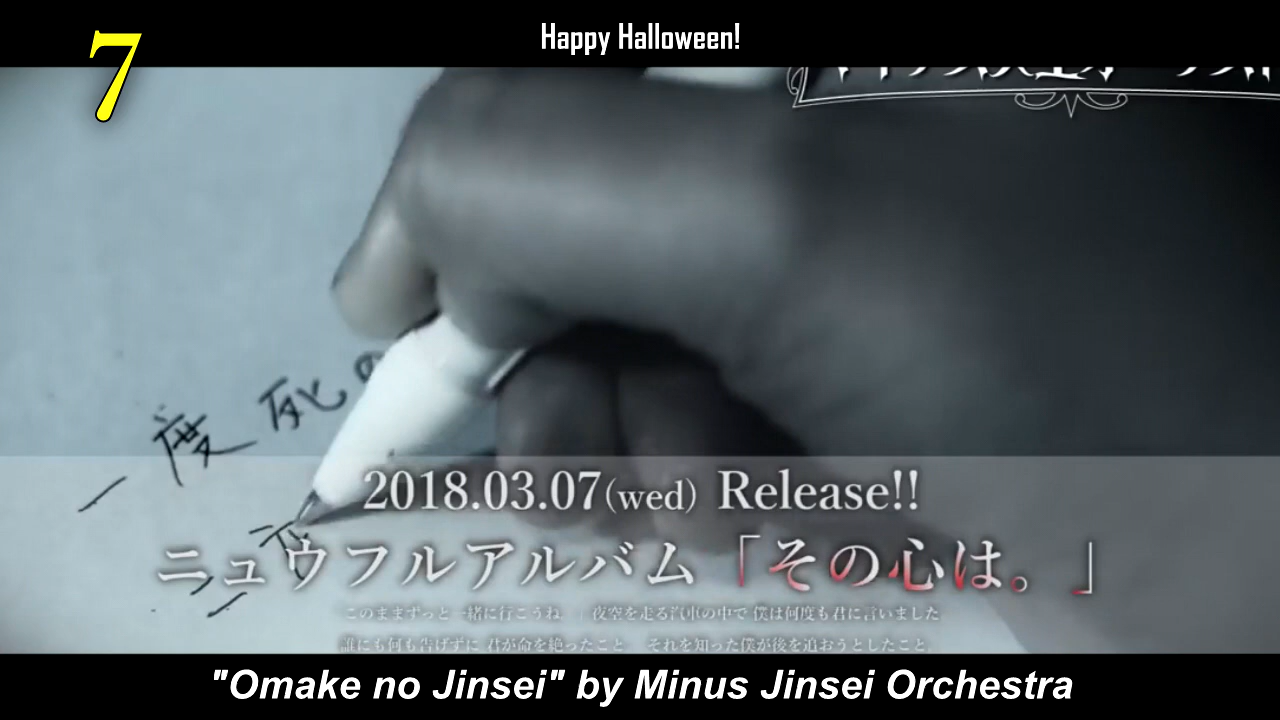 Happy Halloween!
7
一度死の
2018.03.07(wed) Release!!
ニュウフルアルバム「その心は。」
このままずっと一緒に行こうね 夜空を走る汽車の中で 僕は何度も君に言いました
誰にも何も告げずに 君が命を絶ったこと それを知った僕が後を追おうとしたこと
"Omake no Jinsei" by Minus Jinsei Orchestra